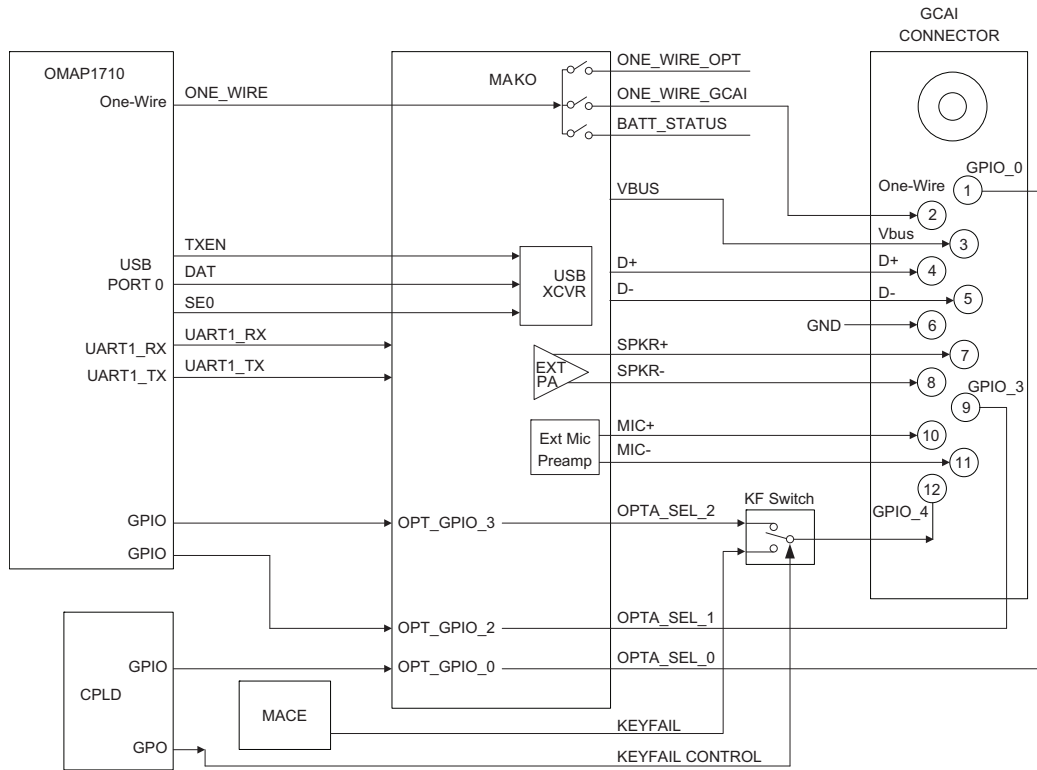 GCAI
CONNECTOR
OMAP1710
MAKO
ONE_WIRE_OPT
One-Wire
ONE_WIRE
ONE_WIRE_GCAI
BATT_STATUS
GPIO_0
1
One-Wire
2
VBUS
Vbus
3
TXEN
USB
PORT 0
DAT
SE0
USB
XCVR
D+
D+
4
D-
D-
5
GND
6
UART1_RX
UART1_RX
UART1_TX
UART1_TX
EXT
PA
SPKR+
7
SPKR-
8
GPIO_3
9
Ext Mic
Preamp
MIC+
10
MIC-
11
12
GPIO_4
KF Switch
GPIO
OPT_GPIO_3
OPTA_SEL_2
GPIO
OPT_GPIO_2
OPTA_SEL_1
GPIO
OPT_GPIO_0
OPTA_SEL_0
CPLD
MACE
KEYFAIL
GPO
KEYFAIL CONTROL